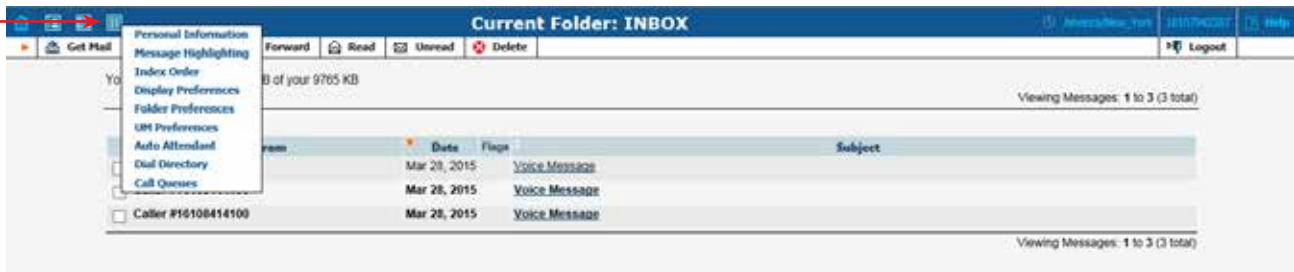 Current Folder: INBOX Help
Get Mail Forward Read Unread Delete Logout
Personal Information
Message Highlighting
Index Order
Display Preferences
Folder Preferences
UM Preferences
Auto Attendant
Dial Directory
Call Queues
Yo B of your 9765 KB
Viewing Messages: 1 to 3 (3 total)
rom Date Flags Subject
Mar 28, 2015 Voice Message
Mar 28, 2015 Voice Message
Caller #16108414100 Mar 28, 2015 Voice Message
Viewing Messages: 1 to 3 (3 total)